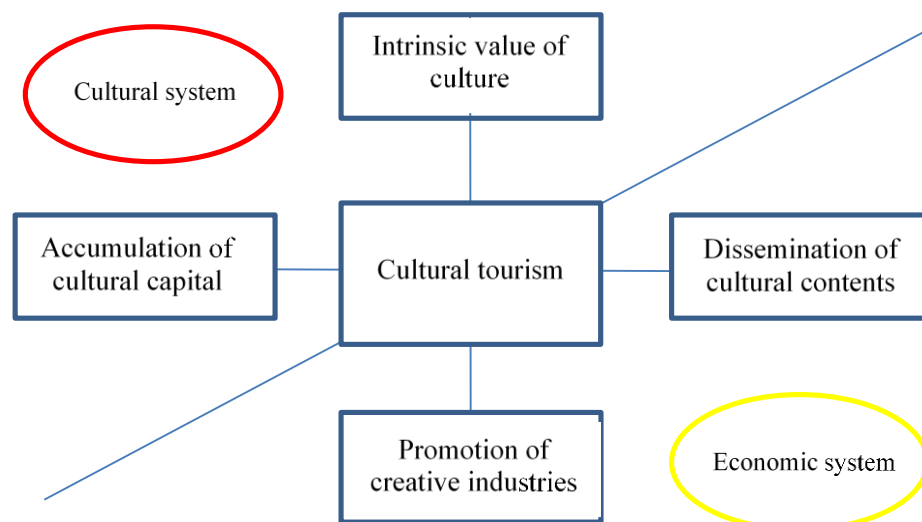 Intrinsic value of
culture
Cultural system
Accumulation of
cultural capital
Cultural tourism
Dissemination of
cultural contents
Promotion of
creative industries
Economic system